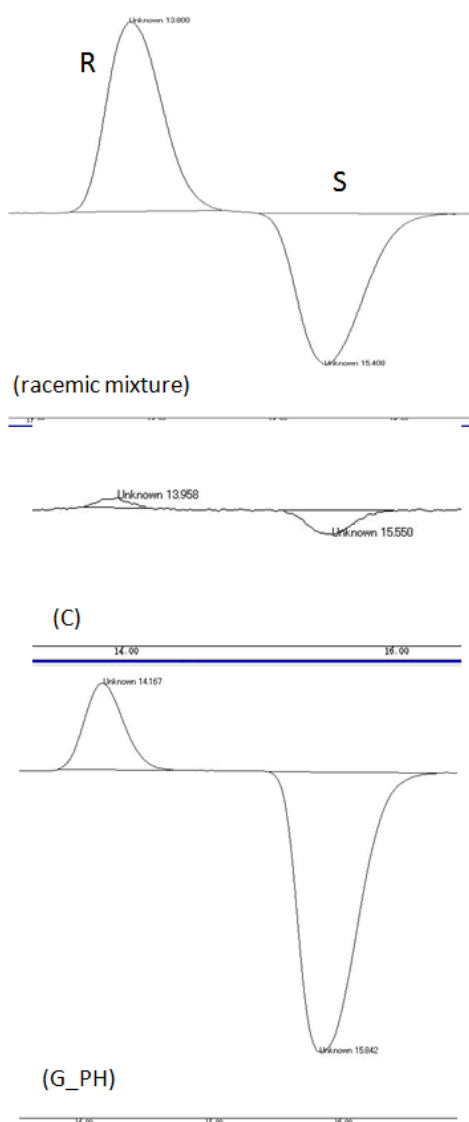 Unknown 13.800
R
S
Unknown 15.408
(racemic mixture)
Unknown 13.958
Unknown 15.550
(C)
14.00 16.00
Unknown 14.167
Unknown 15.842
(G_PH)